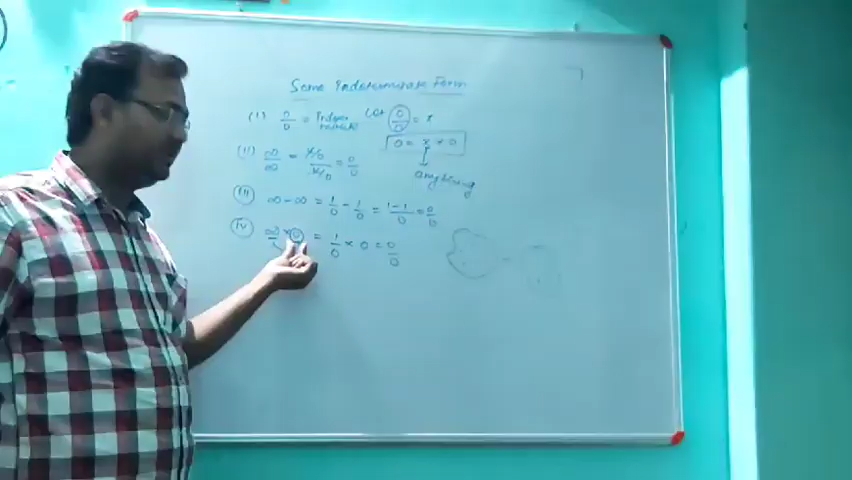 Some Indeterminate Form
(i) 0/0 = Indeterminate Let 0/0 = x
0 = x × 0
anything
(ii) ∞/∞ = 1/0 / 1/0 = 0/0
(iii) ∞ - ∞ = 1/0 - 1/0 = 1-1/0 = 0/0
(iv) ∞ × 0 = 1/0 × 0 = 0/0